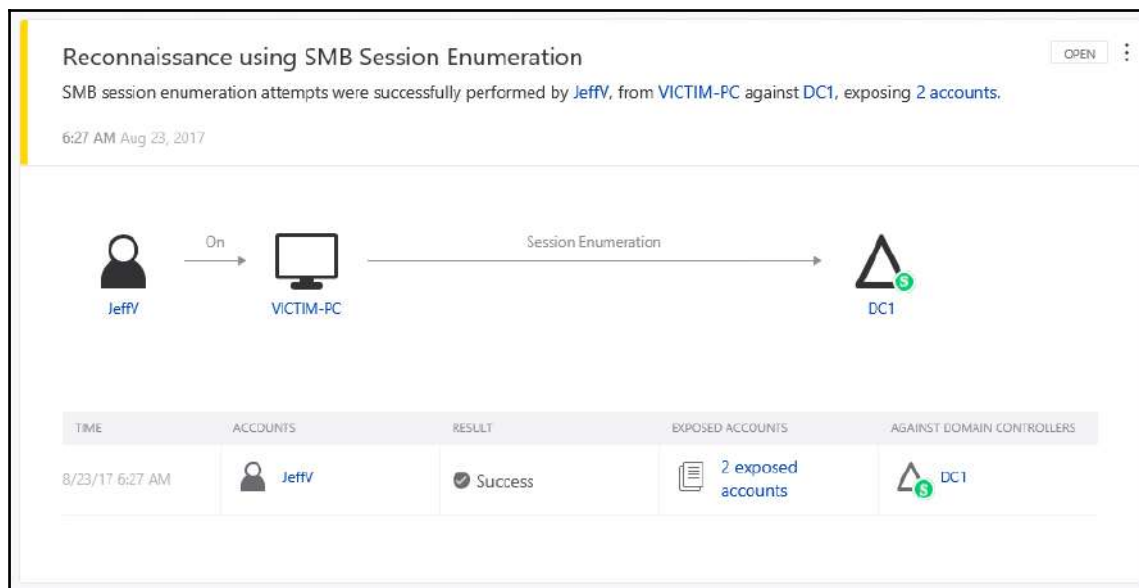 Reconnaissance using SMB Session Enumeration
OPEN
SMB session enumeration attempts were successfully performed by JeffV, from VICTIM-PC against DC1, exposing 2 accounts.
6:27 AM Aug 23, 2017
On
Session Enumeration
JeffV
VICTIM-PC
S
DC1
TIME ACCOUNTS RESULT EXPOSED ACCOUNTS AGAINST DOMAIN CONTROLLERS
8/23/17 6:27 AM JeffV Success 2 exposed accounts S DC1